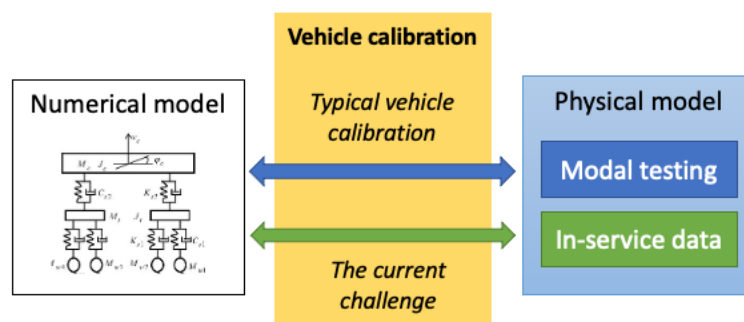 Vehicle calibration
Numerical model
Typical vehicle
calibration
Physical model
Modal testing
In-service data
The current
challenge